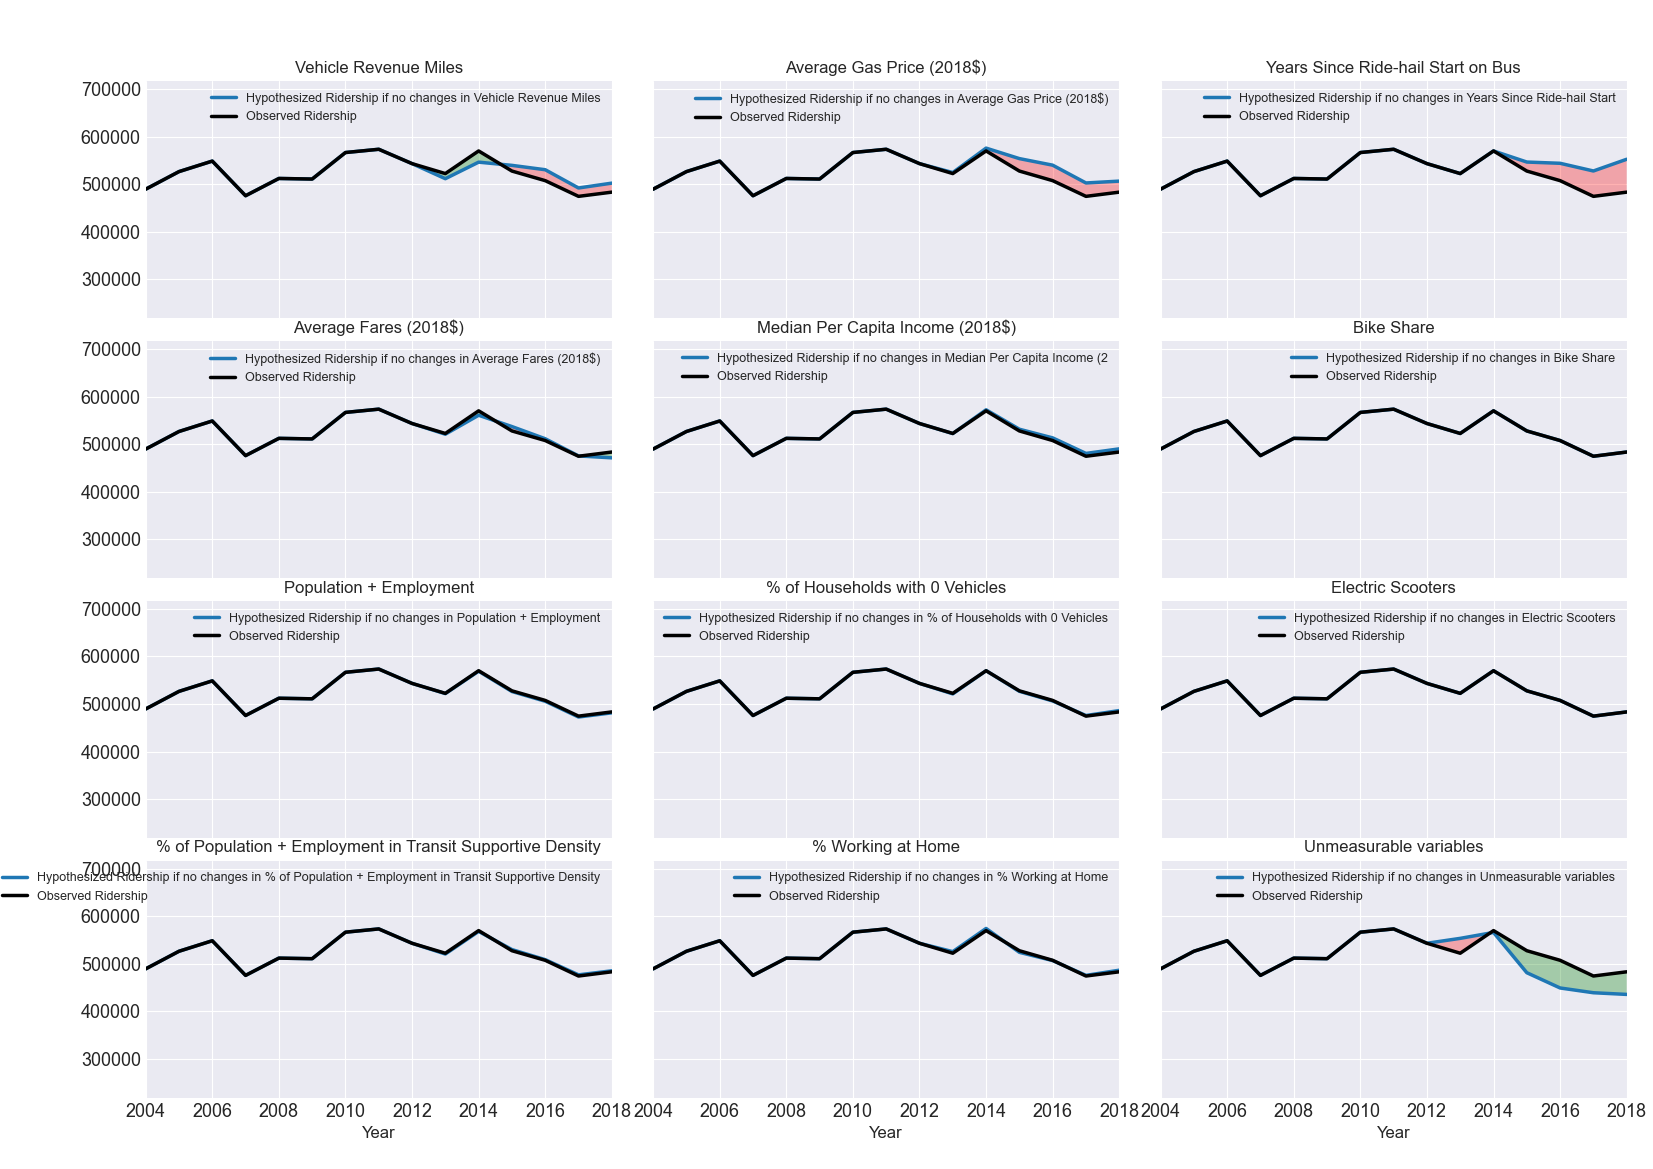 Vehicle Revenue Miles
700000
600000
500000
400000
300000
Hypothesized Ridership if no changes in Vehicle Revenue Miles
Observed Ridership
Average Gas Price (2018$)
Hypothesized Ridership if no changes in Average Gas Price (2018$)
Observed Ridership
Years Since Ride-hail Start on Bus
Hypothesized Ridership if no changes in Years Since Ride-hail Start
Observed Ridership
Average Fares (2018$)
700000
600000
500000
400000
300000
Hypothesized Ridership if no changes in Average Fares (2018$)
Observed Ridership
Median Per Capita Income (2018$)
Hypothesized Ridership if no changes in Median Per Capita Income (2
Observed Ridership
Bike Share
Hypothesized Ridership if no changes in Bike Share
Observed Ridership
Population + Employment
700000
600000
500000
400000
300000
Hypothesized Ridership if no changes in Population + Employment
Observed Ridership
% of Households with 0 Vehicles
Hypothesized Ridership if no changes in % of Households with 0 Vehicles
Observed Ridership
Electric Scooters
Hypothesized Ridership if no changes in Electric Scooters
Observed Ridership
% of Population + Employment in Transit Supportive Density
700000
600000
500000
400000
300000
Hypothesized Ridership if no changes in % of Population + Employment in Transit Supportive Density
Observed Ridership
2004 2006 2008 2010 2012 2014 2016 2018
Year
% Working at Home
Hypothesized Ridership if no changes in % Working at Home
Observed Ridership
2004 2006 2008 2010 2012 2014 2016 2018
Year
Unmeasurable variables
Hypothesized Ridership if no changes in Unmeasurable variables
Observed Ridership
2004 2006 2008 2010 2012 2014 2016 2018
Year